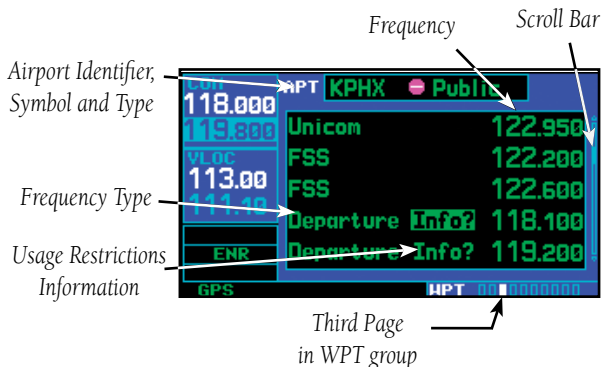 Frequency
Scroll Bar
Airport Identifier,
Symbol and Type
COM
118.000
119.800
VLOC
113.00
111.10
ENR
GPS
APT KPHX Public
Unicom 122.950
FSS 122.200
FSS 122.600
Departure Info? 118.100
Departure Info? 119.200
WPT
Frequency Type
Usage Restrictions
Information
Third Page
in WPT group